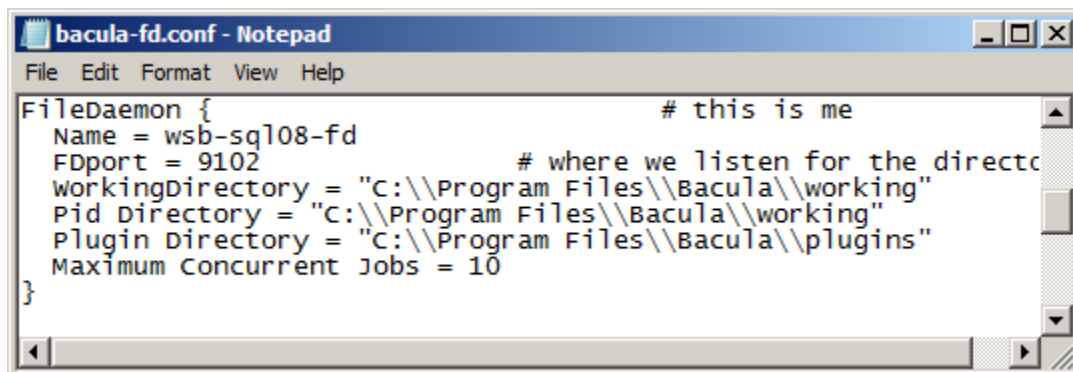 bacula-fd.conf - Notepad
File Edit Format View Help
FileDaemon { # this is me
Name = wsb-sql08-fd
FDport = 9102 # where we listen for the directo
WorkingDirectory = "C:\\Program Files\\Bacula\\working"
Pid Directory = "C:\\Program Files\\Bacula\\working"
Plugin Directory = "C:\\Program Files\\Bacula\\plugins"
Maximum Concurrent Jobs = 10
}